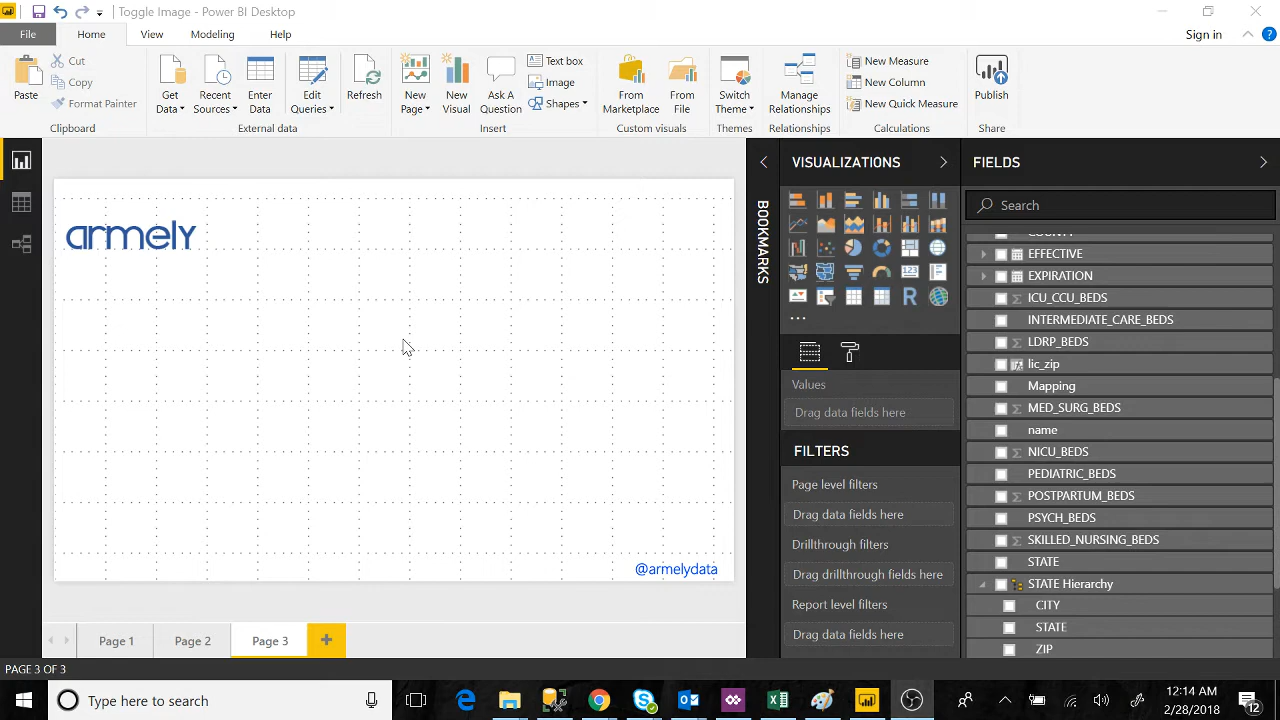 Toggle Image - Power BI Desktop
File
Home
View
Modeling
Help
Sign in
?
Paste
Cut
Copy
Format Painter
Clipboard
Get Data
Recent Sources
Enter Data
Edit Queries
Refresh
External data
New Page
New Visual
Ask A Question
Text box
Image
Shapes
Insert
From Marketplace
From File
Custom visuals
Switch Theme
Themes
Manage Relationships
Relationships
New Measure
New Column
New Quick Measure
Calculations
Publish
Share
armely
@armelydata
BOOKMARKS
VISUALIZATIONS
123
R
Values
Drag data fields here
FILTERS
Page level filters
Drag data fields here
Drillthrough filters
Drag drillthrough fields here
Report level filters
Drag data fields here
FIELDS
Search
COUNTY
EFFECTIVE
EXPIRATION
ICU_CCU_BEDS
INTERMEDIATE_CARE_BEDS
LDRP_BEDS
lic_zip
Mapping
MED_SURG_BEDS
name
NICU_BEDS
PEDIATRIC_BEDS
POSTPARTUM_BEDS
PSYCH_BEDS
SKILLED_NURSING_BEDS
STATE
STATE Hierarchy
CITY
STATE
ZIP
Page 1
Page 2
Page 3
PAGE 3 OF 3
Type here to search
12:14 AM
2/28/2018
12